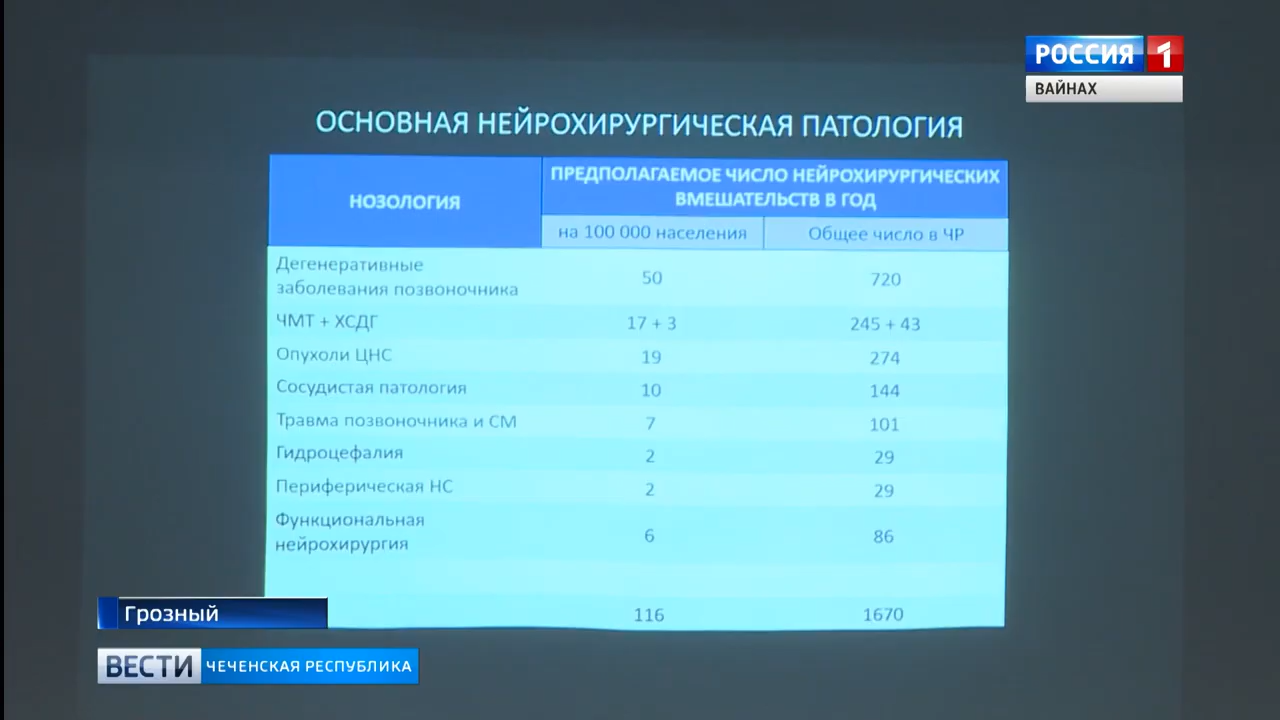 РОССИЯ 1
ВАЙНАХ
ОСНОВНАЯ НЕЙРОХИРУРГИЧЕСКАЯ ПАТОЛОГИЯ
НОЗОЛОГИЯ
ПРЕДПОЛАГАЕМОЕ ЧИСЛО НЕЙРОХИРУРГИЧЕСКИХ
ВМЕШАТЕЛЬСТВ В ГОД
на 100 000 населения Общее число в ЧР
Дегенеративные
заболевания позвоночника 50 720
ЧМТ + ХСДГ 17 + 3 245 + 43
Опухоли ЦНС 19 274
Сосудистая патология 10 144
Травма позвоночника и СМ 7 101
Гидроцефалия 2 29
Периферическая НС 2 29
Функциональная
нейрохирургия 6 86
116 1670
Грозный
ВЕСТИ ЧЕЧЕНСКАЯ РЕСПУБЛИКА